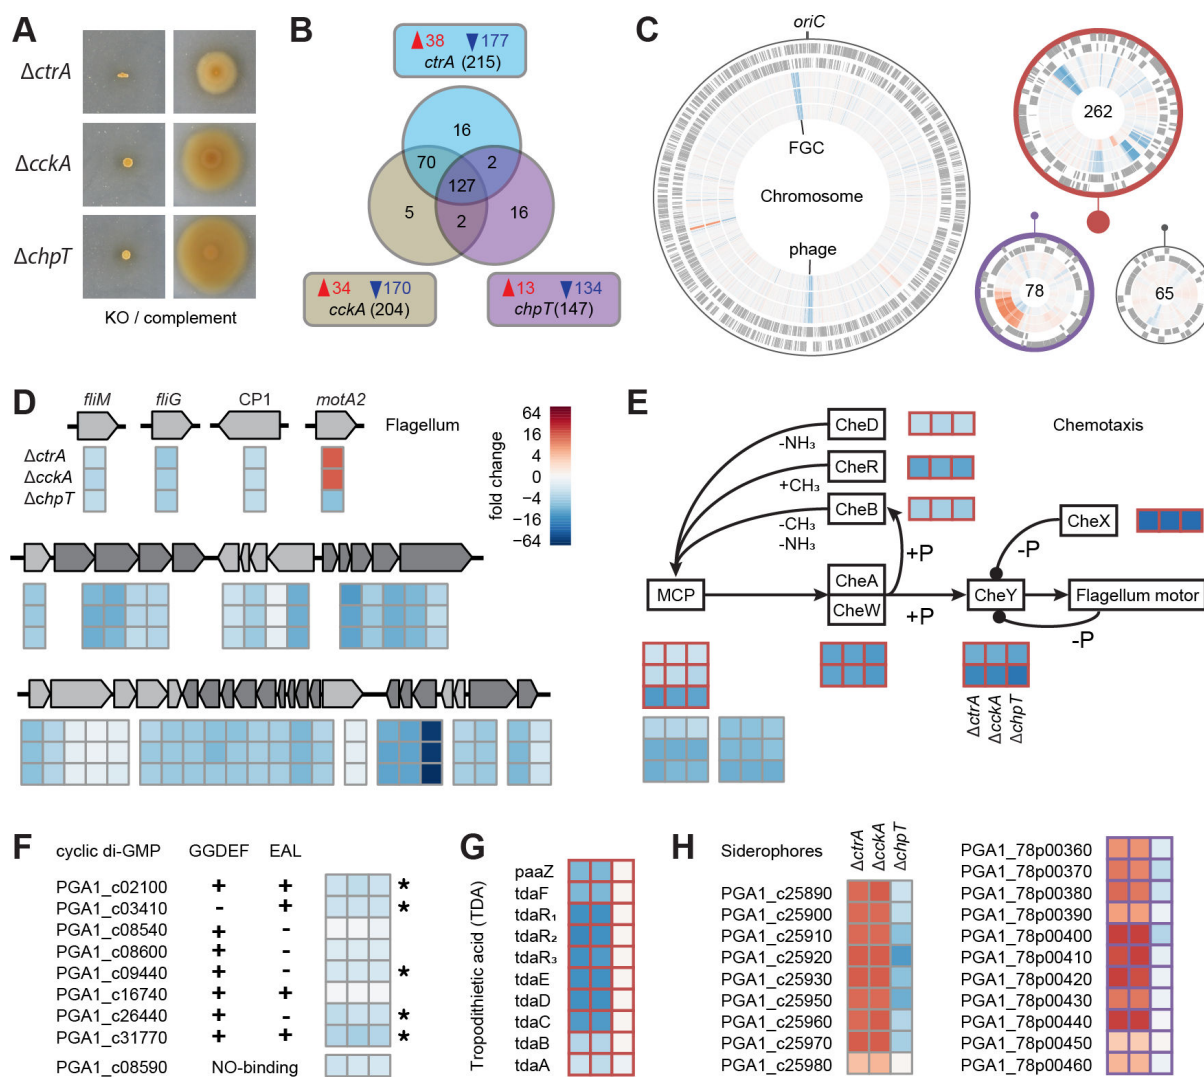 A
ΔctrA
ΔcckA
ΔchpT
KO / complement
B
38 177
ctrA (215)
16
70 2
127
5 2 16
34 170
cckA (204)
13 134
chpT(147)
C
oriC
FGC
Chromosome
phage
262
78
65
D
fliM fliG CP1 motA2 Flagellum
ΔctrA
ΔcckA
ΔchpT
fold change
64
16
4
0
−4
−16
−64
E
Chemotaxis
CheD
-NH₃
CheR
+CH₃
CheB
-CH₃
-NH₃
CheX
-P
+P
MCP
CheA
CheW
+P
CheY
Flagellum motor
-P
ΔctrA
ΔcckA
ΔchpT
F
cyclic di-GMP GGDEF EAL
PGA1_c02100 + + *
PGA1_c03410 - + *
PGA1_c08540 + -
PGA1_c08600 + -
PGA1_c09440 + - *
PGA1_c16740 + +
PGA1_c26440 + - *
PGA1_c31770 + + *
PGA1_c08590 NO-binding
G
Tropodithietic acid (TDA)
paaZ
tdaF
tdaR₁
tdaR₂
tdaR₃
tdaE
tdaD
tdaC
tdaB
tdaA
H
Siderophores
ΔctrA
ΔcckA
ΔchpT
PGA1_c25890
PGA1_c25900
PGA1_c25910
PGA1_c25920
PGA1_c25930
PGA1_c25950
PGA1_c25960
PGA1_c25970
PGA1_c25980
PGA1_78p00360
PGA1_78p00370
PGA1_78p00380
PGA1_78p00390
PGA1_78p00400
PGA1_78p00410
PGA1_78p00420
PGA1_78p00430
PGA1_78p00440
PGA1_78p00450
PGA1_78p00460